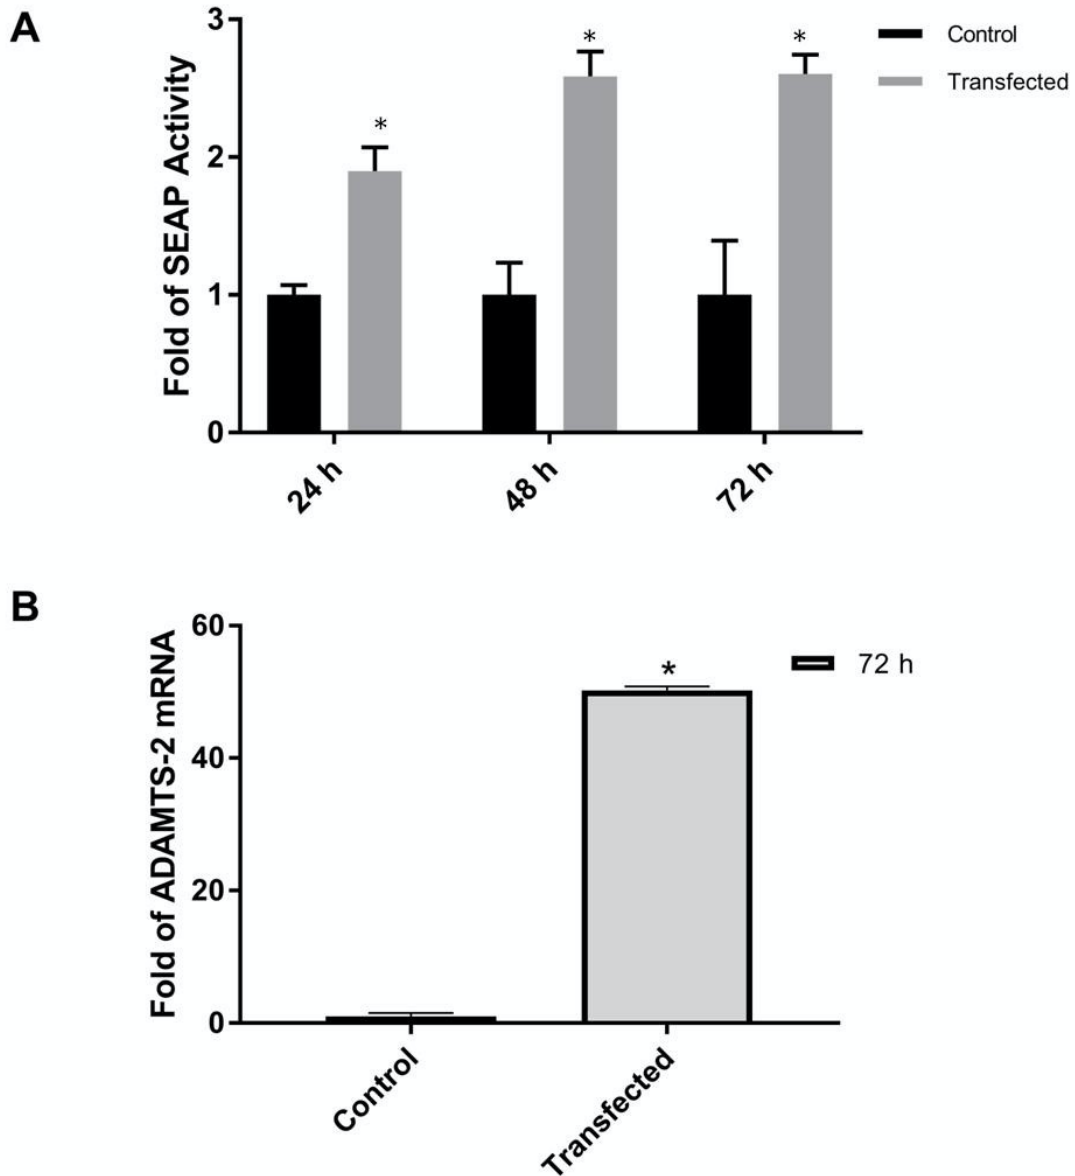 A
Fold of SEAP Activity
3
2
1
0
*
*
*
24 h
48 h
72 h
Control
Transfected
B
Fold of ADAMTS-2 mRNA
60
40
20
0
*
Control
Transfected
72 h